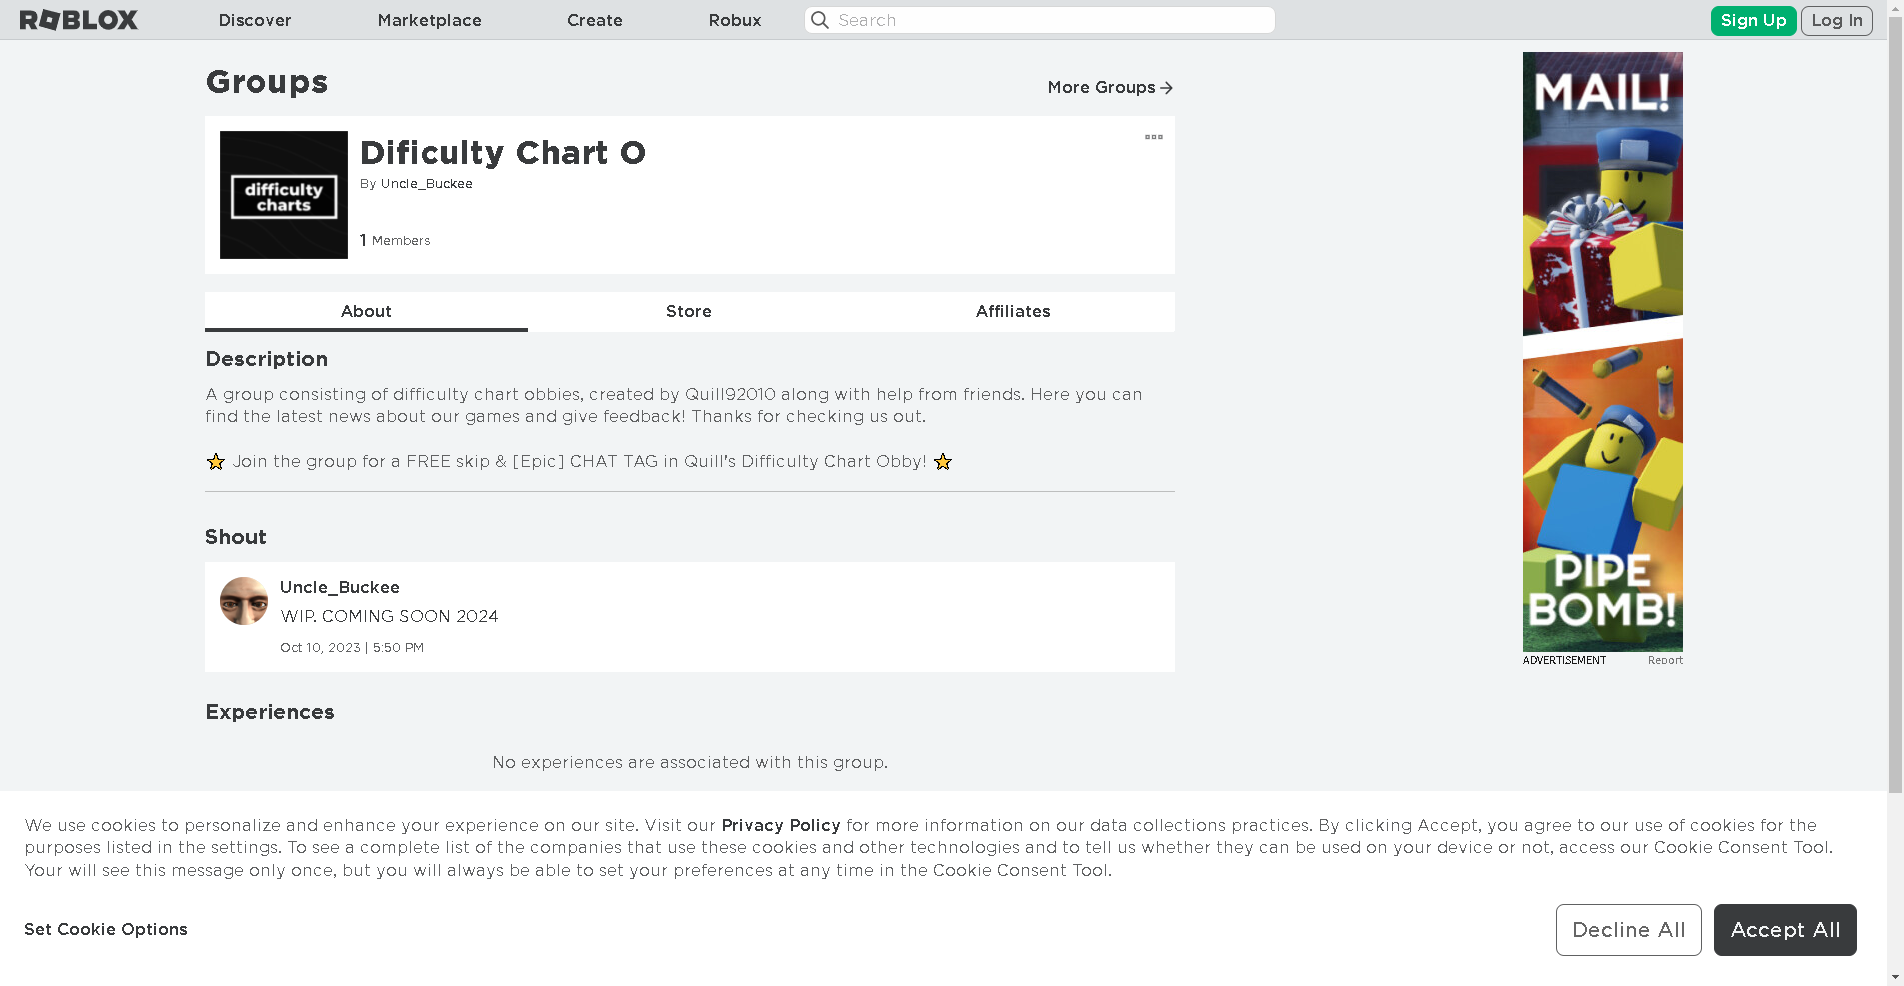 ROBLOX
Discover
Marketplace
Create
Robux
Search
Sign Up
Log In
Groups
More Groups
difficulty
charts
Dificulty Chart O
By Uncle_Buckee
1 Members
About
Store
Affiliates
Description
A group consisting of difficulty chart obbies, created by Quill92010 along with help from friends. Here you can
find the latest news about our games and give feedback! Thanks for checking us out.
⭐ Join the group for a FREE skip & [Epic] CHAT TAG in Quill's Difficulty Chart Obby! ⭐
Shout
Uncle_Buckee
WIP. COMING SOON 2024
Oct 10, 2023 | 5:50 PM
Experiences
No experiences are associated with this group.
MAIL!
PIPE
BOMB!
ADVERTISEMENT
Report
We use cookies to personalize and enhance your experience on our site. Visit our Privacy Policy for more information on our data collections practices. By clicking Accept, you agree to our use of cookies for the
purposes listed in the settings. To see a complete list of the companies that use these cookies and other technologies and to tell us whether they can be used on your device or not, access our Cookie Consent Tool.
Your will see this message only once, but you will always be able to set your preferences at any time in the Cookie Consent Tool.
Set Cookie Options
Decline All
Accept All